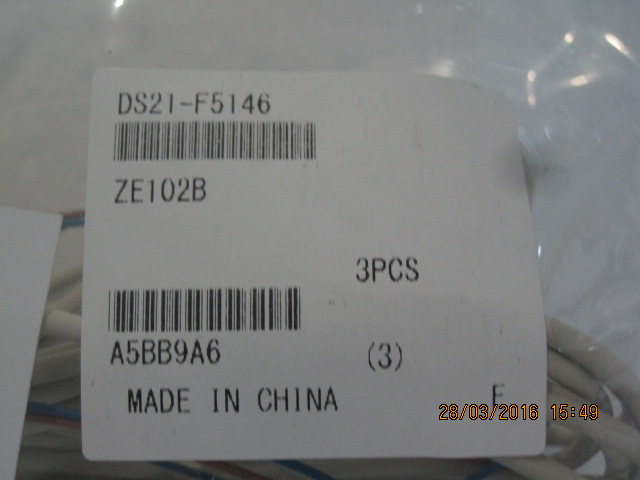 DS21-F5146
ZE102B
3PCS
A5BB9A6 (3)
MADE IN CHINA F
28/03/2016 15:49